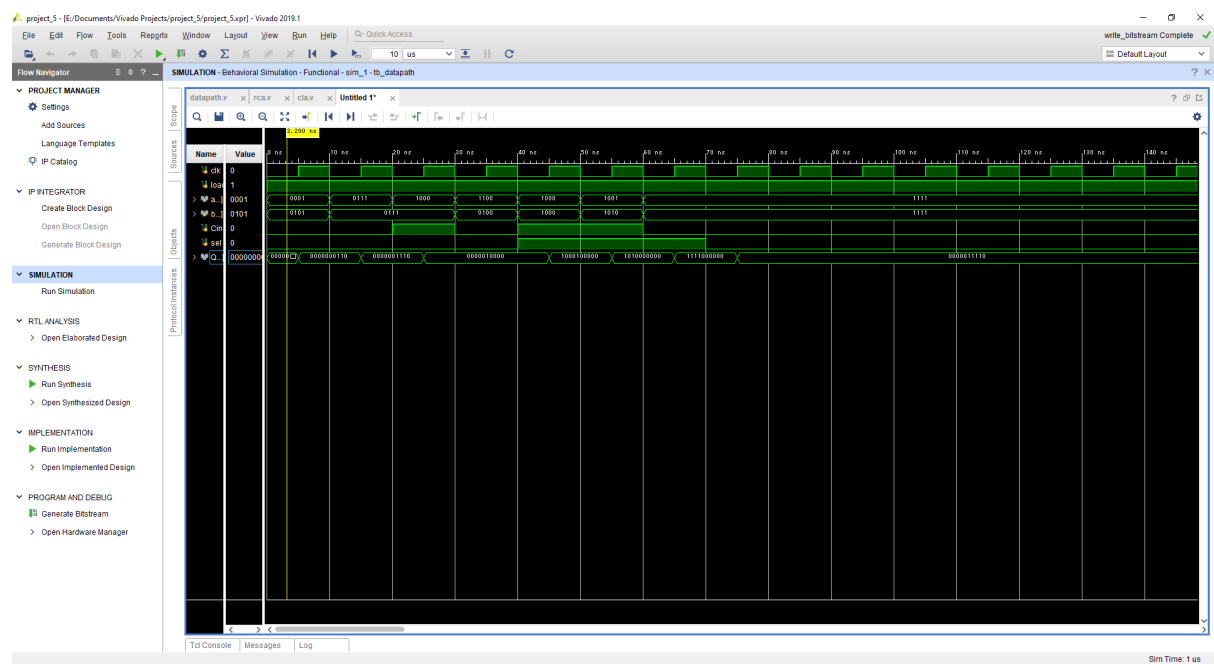 project_5 - [E:/Documents/Vivado Projects/project_5/project_5.xpr] - Vivado 2019.1
File Edit Flow Tools Reports Window Layout View Run Help Q- Quick Access
write_bitstream Complete
10 us
Default Layout
Flow Navigator
SIMULATION - Behavioral Simulation - Functional - sim_1 - tb_datapath
PROJECT MANAGER
Settings
Add Sources
Language Templates
IP Catalog
IP INTEGRATOR
Create Block Design
Open Block Design
Generate Block Design
SIMULATION
Run Simulation
RTL ANALYSIS
Open Elaborated Design
SYNTHESIS
Run Synthesis
Open Synthesized Design
IMPLEMENTATION
Run Implementation
Open Implemented Design
PROGRAM AND DEBUG
Generate Bitstream
Open Hardware Manager
Scope
Sources
Objects
Protocol Instances
datapath.v rca.v cla.v Untitled 1*
3.200 ns
Name Value 0 ns 10 ns 20 ns 30 ns 40 ns 50 ns 60 ns 70 ns 80 ns 90 ns 100 ns 110 ns 120 ns 130 ns 140 ns
clk 0
load 1
a...] 0001 0001 0111 1000 1100 1000 1001 1111
b...] 0101 0101 0111 0100 1000 1010 1111
Cin 0
sel 0
Q...] 00000000 00000 0000000110 0000001110 0000010000 1000100000 1010000000 1111000000 0000011110
Tcl Console Messages Log
Sim Time: 1 us